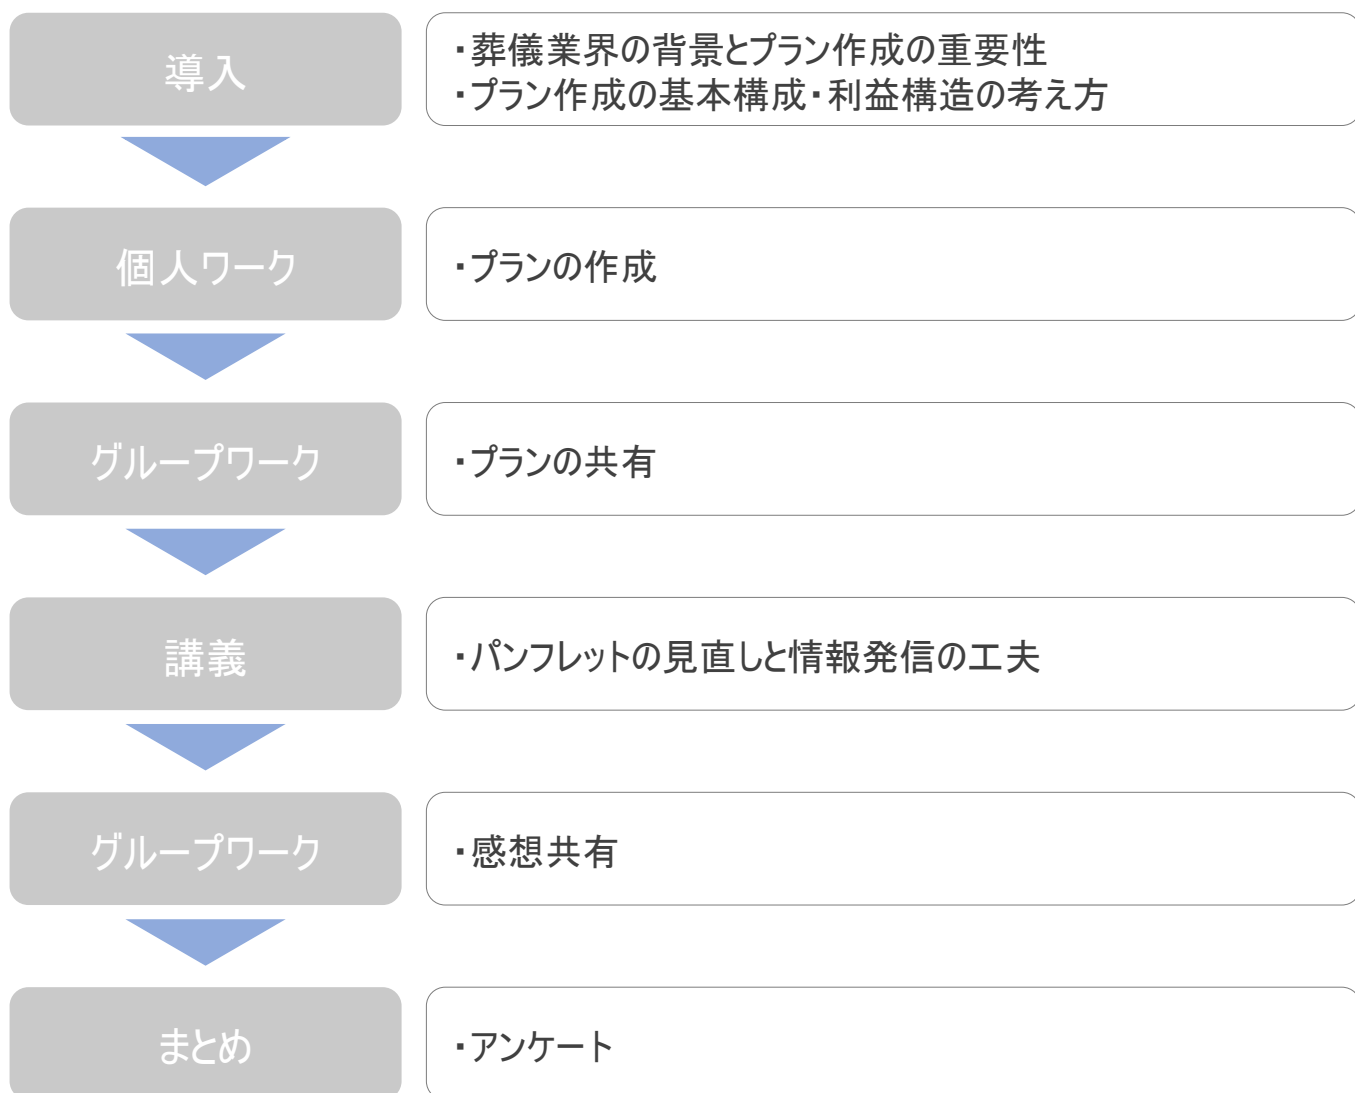 導入
・葬儀業界の背景とプラン作成の重要性
・プラン作成の基本構成・利益構造の考え方
個人ワーク
・プランの作成
グループワーク
・プランの共有
講義
・パンフレットの見直しと情報発信の工夫
グループワーク
・感想共有
まとめ
・アンケート